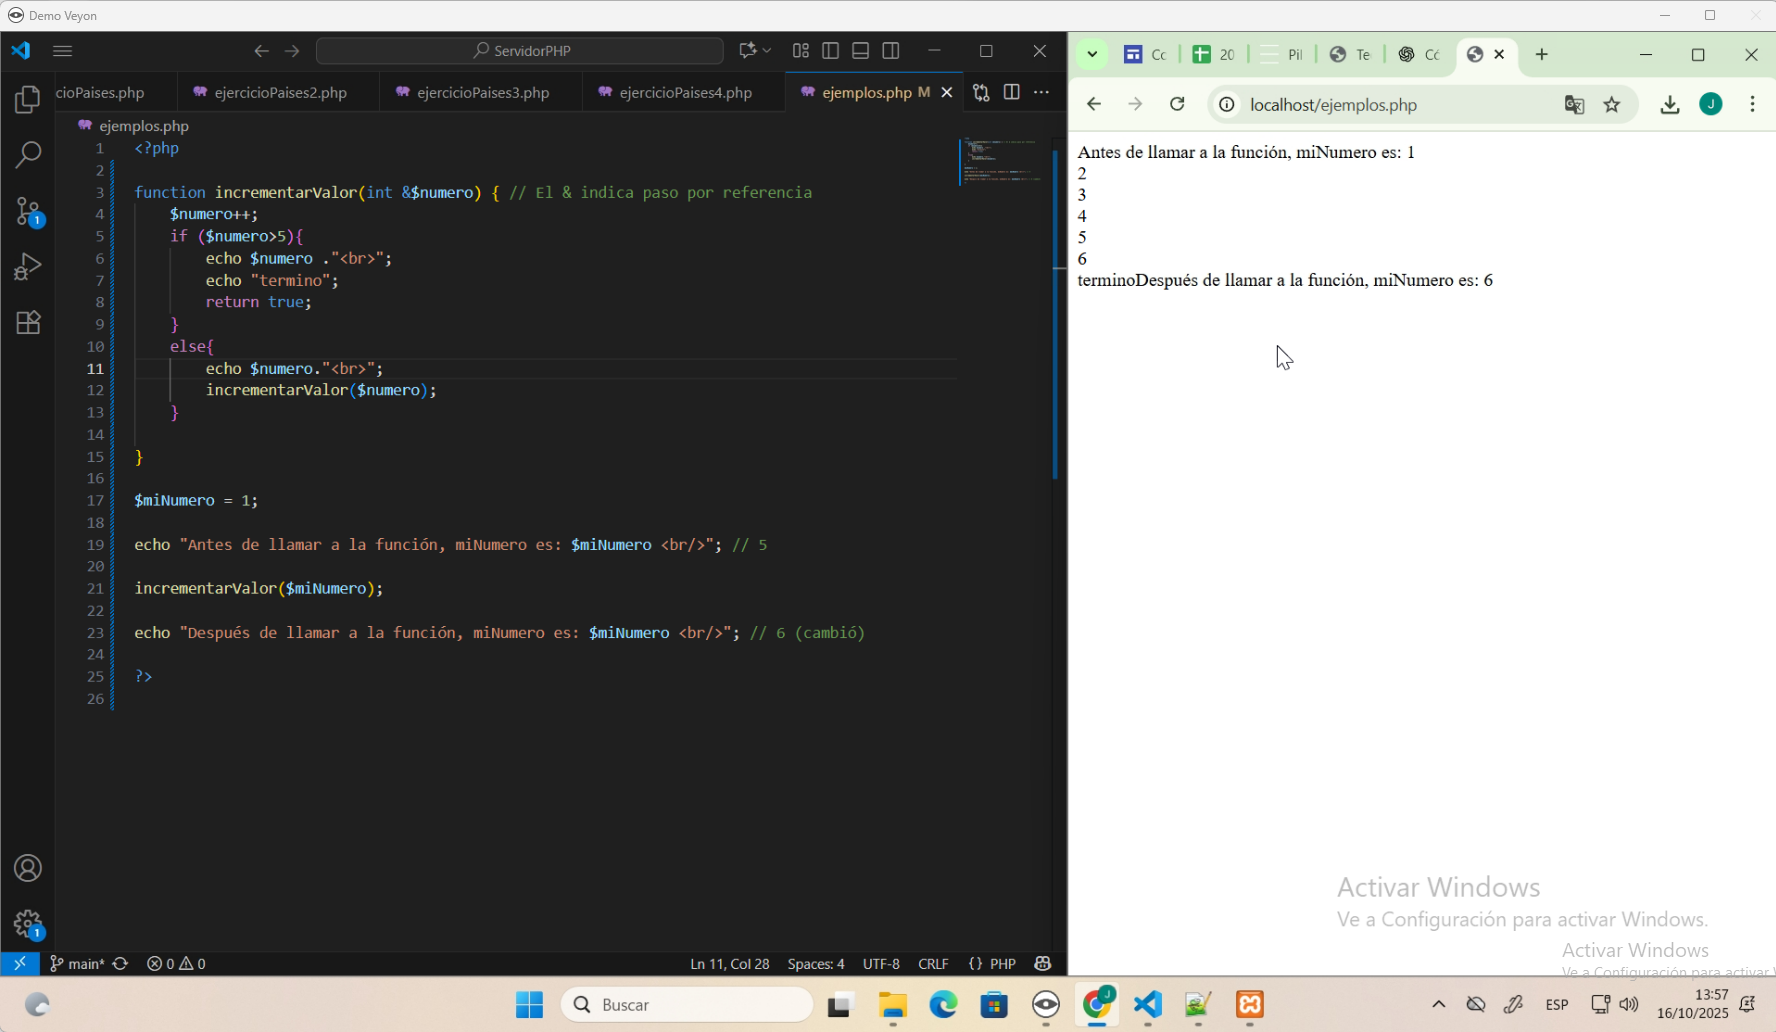 Demo Veyon
ServidorPHP
cioPaises.php
ejercicioPaises2.php
ejercicioPaises3.php
ejercicioPaises4.php
ejemplos.php M
ejemplos.php
1 <?php
2
3 function incrementarValor(int &$numero) { // El & indica paso por referencia
4 $numero++;
5 if ($numero>5){
6 echo $numero ."<br>";
7 echo "termino";
8 return true;
9 }
10 else{
11 echo $numero."<br>";
12 incrementarValor($numero);
13 }
14
15 }
16
17 $miNumero = 1;
18
19 echo "Antes de llamar a la función, miNumero es: $miNumero <br/>"; // 5
20
21 incrementarValor($miNumero);
22
23 echo "Después de llamar a la función, miNumero es: $miNumero <br/>"; // 6 (cambió)
24
25 ?>
26
1
1
main*
0 0
Ln 11, Col 28
Spaces: 4
UTF-8
CRLF
{} PHP
Cc
20
Pil
Te
Có
localhost/ejemplos.php
J
Antes de llamar a la función, miNumero es: 1
2
3
4
5
6
terminoDespués de llamar a la función, miNumero es: 6
Activar Windows
Ve a Configuración para activar Windows.
Activar Windows
Ve a Configuración para activar
Buscar
J
ESP
13:57
16/10/2025